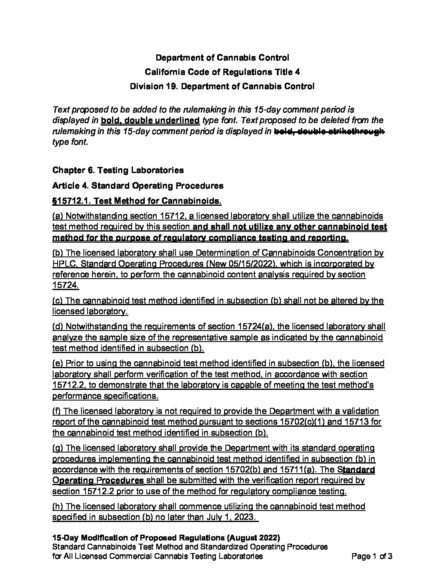 Department of Cannabis Control
California Code of Regulations Title 4
Division 19. Department of Cannabis Control
Text proposed to be added to the rulemaking in this 15-day comment period is
displayed in bold, double underlined type font. Text proposed to be deleted from the
rulemaking in this 15-day comment period is displayed in bold, double strikethrough
type font.
Chapter 6. Testing Laboratories
Article 4. Standard Operating Procedures
§15712.1. Test Method for Cannabinoids.
(a) Notwithstanding section 15712, a licensed laboratory shall utilize the cannabinoids
test method required by this section and shall not utilize any other cannabinoid test
method for the purpose of regulatory compliance testing and reporting.
(b) The licensed laboratory shall use Determination of Cannabinoids Concentration by
HPLC, Standard Operating Procedures (New 05/15/2022), which is incorporated by
reference herein, to perform the cannabinoid content analysis required by section
15724.
(c) The cannabinoid test method identified in subsection (b) shall not be altered by the
licensed laboratory.
(d) Notwithstanding the requirements of section 15724(a), the licensed laboratory shall
analyze the sample size of the representative sample as indicated by the cannabinoid
test method identified in subsection (b).
(e) Prior to using the cannabinoid test method identified in subsection (b), the licensed
laboratory shall perform verification of the test method, in accordance with section
15712.2, to demonstrate that the laboratory is capable of meeting the test method's
performance specifications.
(f) The licensed laboratory is not required to provide the Department with a validation
report of the cannabinoid test method pursuant to sections 15702(c)(1) and 15713 for
the cannabinoid test method identified in subsection (b).
(g) The licensed laboratory shall provide the Department with its standard operating
procedures implementing the cannabinoid test method identified in subsection (b) in
accordance with the requirements of section 15702(b) and 15711(a). The Standard
Operating Procedures shall be submitted with the verification report required by
section 15712.2 prior to use of the method for regulatory compliance testing.
(h) The licensed laboratory shall commence utilizing the cannabinoid test method
specified in subsection (b) no later than July 1, 2023.
15-Day Modification of Proposed Regulations (August 2022)
Standard Cannabinoids Test Method and Standardized Operating Procedures
for All Licensed Commercial Cannabis Testing Laboratories Page 1 of 3